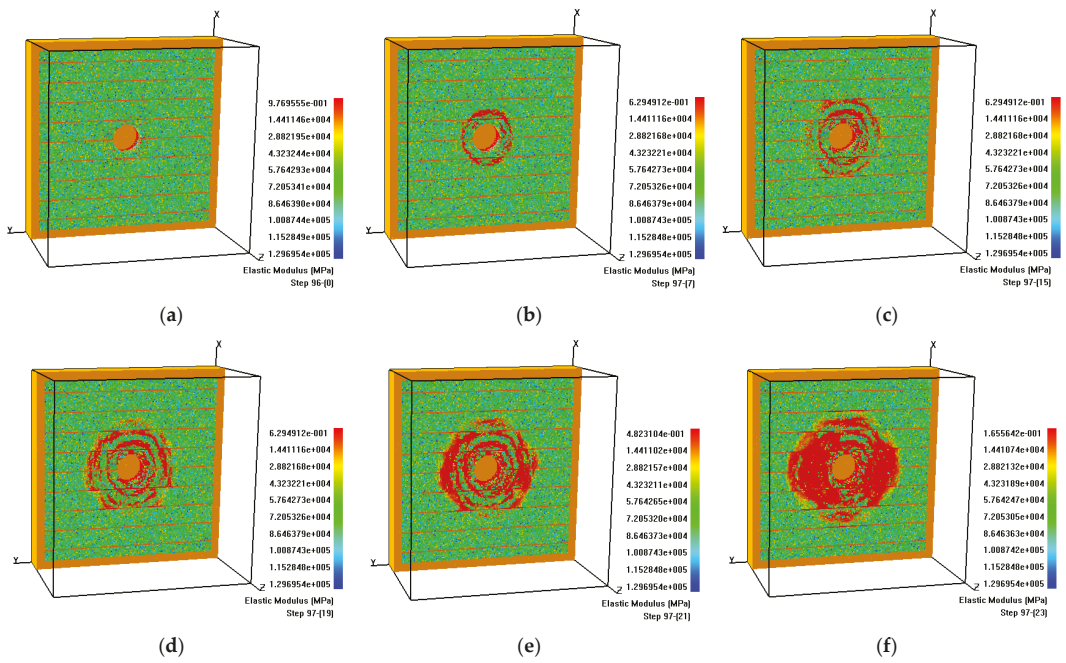 X
9.769555e-001
1.441146e+004
2.882195e+004
4.323244e+004
5.764293e+004
7.205341e+004
8.646390e+004
1.008744e+005
1.152849e+005
1.296954e+005
Y
Z
Elastic Modulus (MPa)
Step 96-(0)
(a)
X
6.294912e-001
1.441116e+004
2.882168e+004
4.323221e+004
5.764273e+004
7.205326e+004
8.646379e+004
1.008743e+005
1.152848e+005
1.296954e+005
Y
Z
Elastic Modulus (MPa)
Step 97-(7)
(b)
X
6.294912e-001
1.441116e+004
2.882168e+004
4.323221e+004
5.764273e+004
7.205326e+004
8.646379e+004
1.008743e+005
1.152848e+005
1.296954e+005
Y
Z
Elastic Modulus (MPa)
Step 97-(15)
(c)
X
6.294912e-001
1.441116e+004
2.882168e+004
4.323221e+004
5.764273e+004
7.205326e+004
8.646379e+004
1.008743e+005
1.152848e+005
1.296954e+005
Y
Z
Elastic Modulus (MPa)
Step 97-(19)
(d)
X
4.823104e-001
1.441102e+004
2.882157e+004
4.323211e+004
5.764265e+004
7.205320e+004
8.646373e+004
1.008743e+005
1.152848e+005
1.296954e+005
Y
Z
Elastic Modulus (MPa)
Step 97-(21)
(e)
X
1.655642e-001
1.441074e+004
2.882132e+004
4.323189e+004
5.764247e+004
7.205305e+004
8.646363e+004
1.008742e+005
1.152848e+005
1.296954e+005
Y
Z
Elastic Modulus (MPa)
Step 97-(23)
(f)